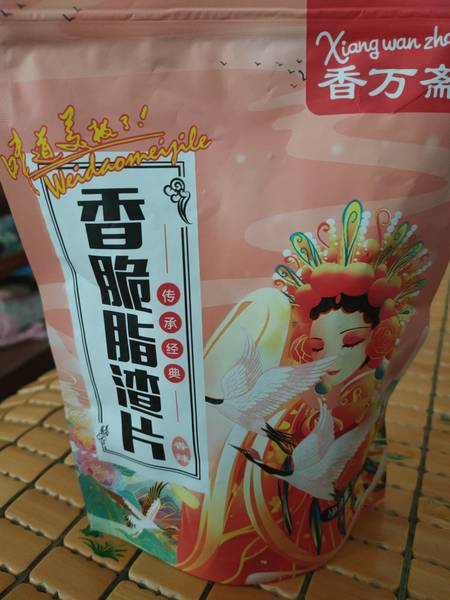 Xiang wan zha
香万斋
味道美极了!
Weidaomeijile
香脆脂渣片
传承经典